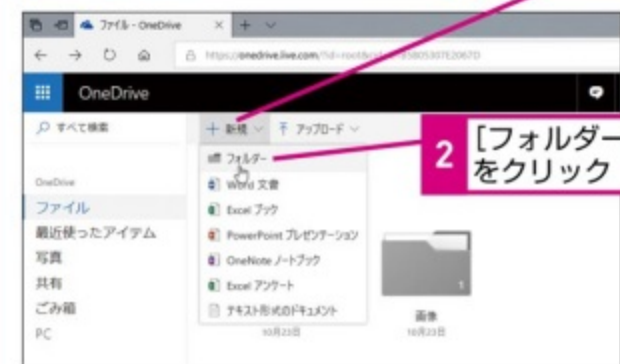 ファイル - OneDrive
OneDrive
すべて検索
+ 新規
アップロード
フォルダー
Word 文書
Excel ブック
PowerPoint プレゼンテーション
OneNote ノートブック
Excel アンケート
テキスト形式のドキュメント
OneDrive
ファイル
最近使ったアイテム
写真
共有
ごみ箱
PC
2
[フォルダー
をクリック
1
画像
10月23日
10月23日